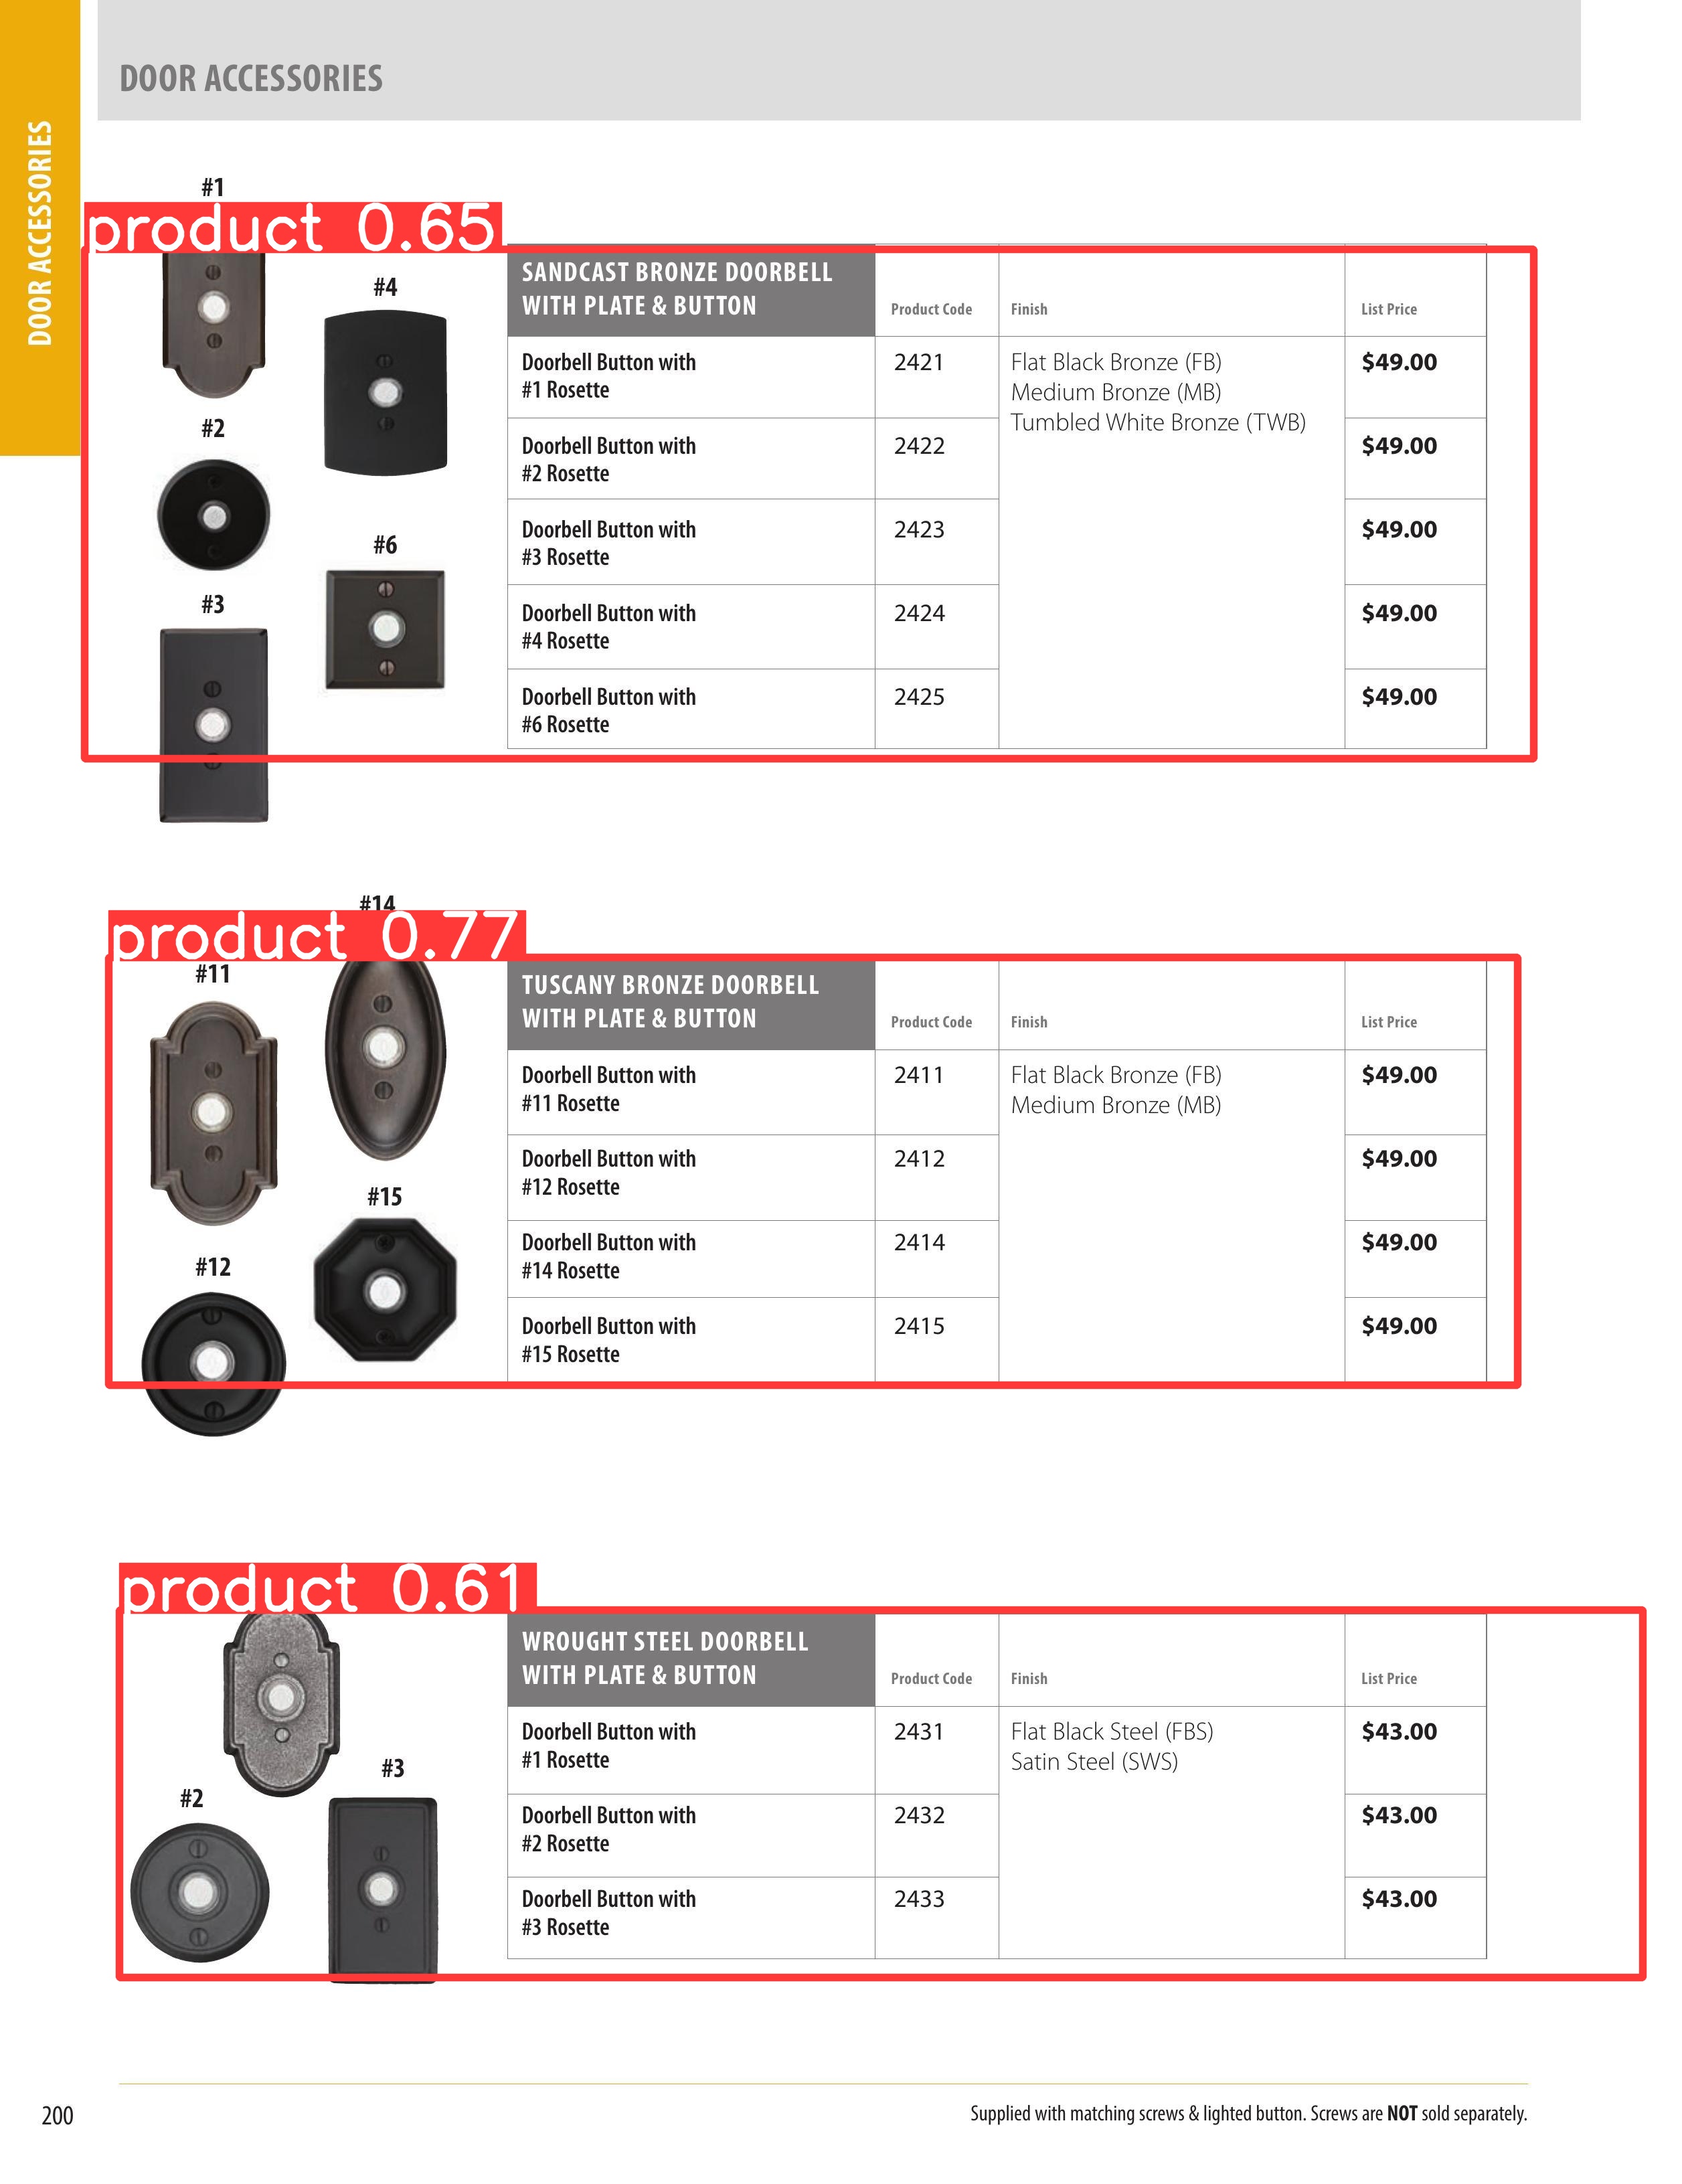 DOOR ACCESSORIES
DOOR ACCESSORIES
#1
product 0.65
#4
#2
#6
#3
SANDCAST BRONZE DOORBELL
WITH PLATE & BUTTON
Product Code
Finish
List Price
Doorbell Button with
#1 Rosette
2421
Flat Black Bronze (FB)
Medium Bronze (MB)
Tumbled White Bronze (TWB)
$49.00
Doorbell Button with
#2 Rosette
2422
$49.00
Doorbell Button with
#3 Rosette
2423
$49.00
Doorbell Button with
#4 Rosette
2424
$49.00
Doorbell Button with
#6 Rosette
2425
$49.00
#14
product 0.77
#11
#15
#12
TUSCANY BRONZE DOORBELL
WITH PLATE & BUTTON
Product Code
Finish
List Price
Doorbell Button with
#11 Rosette
2411
Flat Black Bronze (FB)
Medium Bronze (MB)
$49.00
Doorbell Button with
#12 Rosette
2412
$49.00
Doorbell Button with
#14 Rosette
2414
$49.00
Doorbell Button with
#15 Rosette
2415
$49.00
product 0.61
#3
#2
WROUGHT STEEL DOORBELL
WITH PLATE & BUTTON
Product Code
Finish
List Price
Doorbell Button with
#1 Rosette
2431
Flat Black Steel (FBS)
Satin Steel (SWS)
$43.00
Doorbell Button with
#2 Rosette
2432
$43.00
Doorbell Button with
#3 Rosette
2433
$43.00
200
Supplied with matching screws & lighted button. Screws are NOT sold separately.